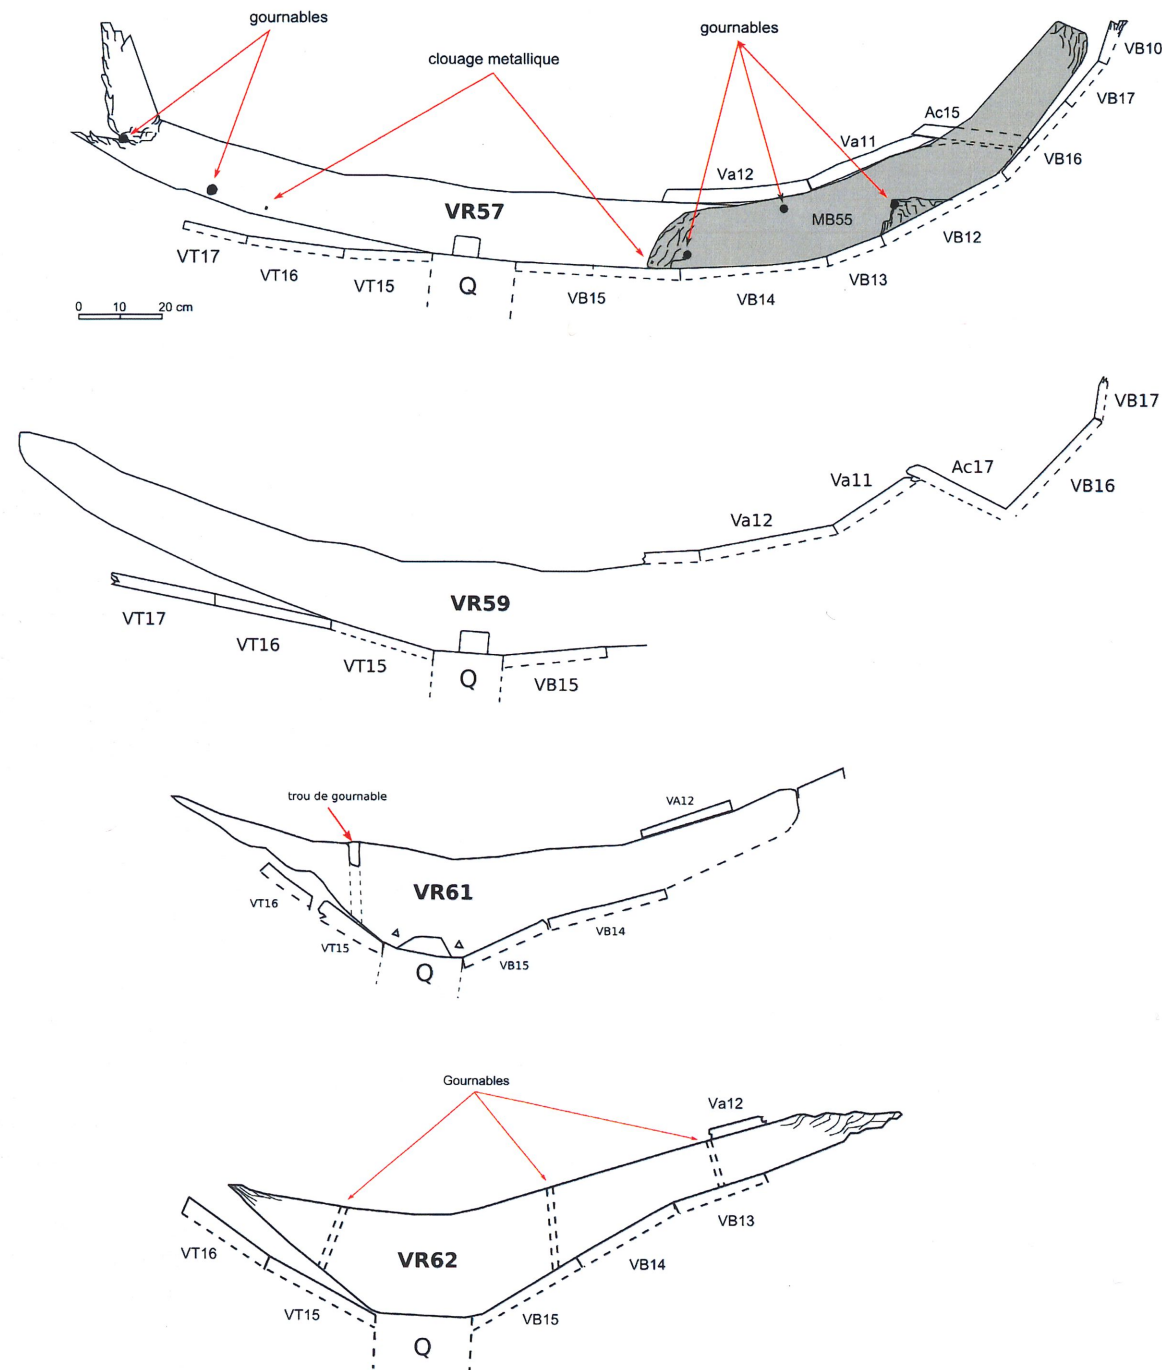 gournables
clouage metallique
gournables
VB10
VB17
Ac15
Va11
VB16
Va12
VR57
MB55
VB12
VT17
VT16
VT15
Q
VB15
VB14
VB13
0 10 20 cm
VB17
Ac17
Va11
VB16
Va12
VR59
VT17
VT16
VT15
Q
VB15
trou de gournable
VA12
VR61
VT16
VT15
VB14
VB15
Q
Gournables
Va12
VB13
VT16
VR62
VB14
VT15
VB15
Q